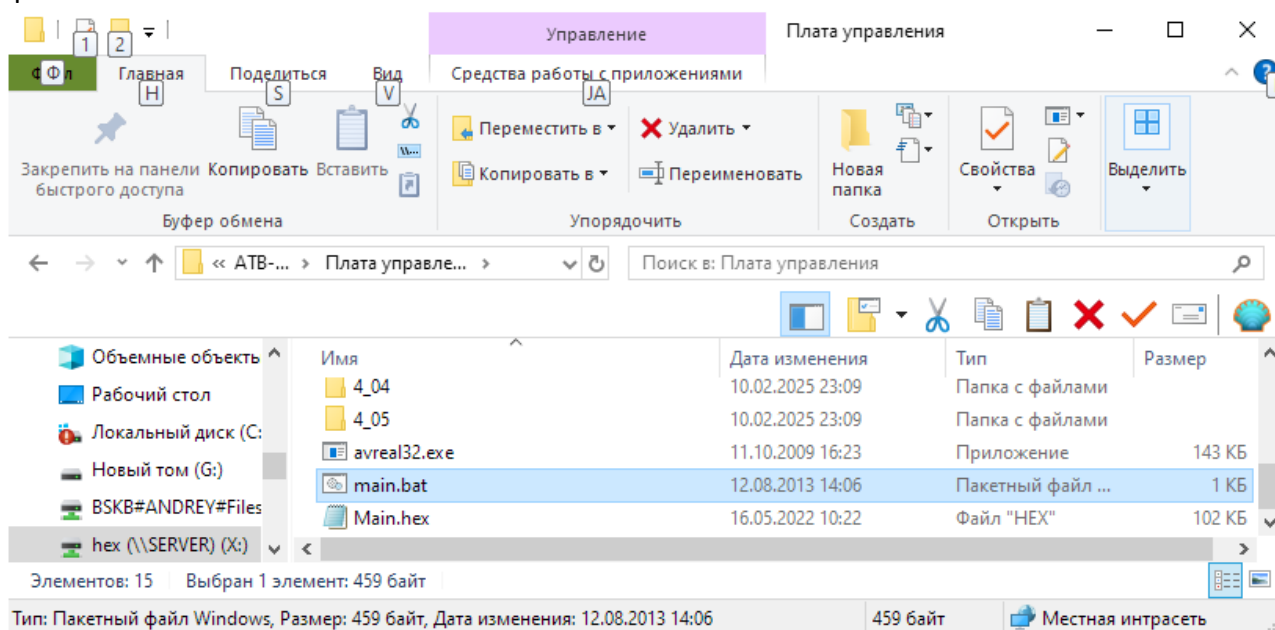 1 2
Управление
Плата управления
Ф л Главная Поделиться Вид Средства работы с приложениями
Ф H S V JA
Закрепить на панели быстрого доступа
Копировать
Вставить
W...
Переместить в
Копировать в
Удалить
Переименовать
Новая папка
Свойства
Выделить
Буфер обмена
Упорядочить
Создать
Открыть
« АТВ-... > Плата управле... >
Поиск в: Плата управления
Объемные объекть
Рабочий стол
Локальный диск (C:
Новый том (G:)
BSKB#ANDREY#Files
hex (\\SERVER) (X:)
Имя Дата изменения Тип Размер
4_04 10.02.2025 23:09 Папка с файлами
4_05 10.02.2025 23:09 Папка с файлами
avreal32.exe 11.10.2009 16:23 Приложение 143 КБ
main.bat 12.08.2013 14:06 Пакетный файл ... 1 КБ
Main.hex 16.05.2022 10:22 Файл "HEX" 102 КБ
Элементов: 15 Выбран 1 элемент: 459 байт
Тип: Пакетный файл Windows, Размер: 459 байт, Дата изменения: 12.08.2013 14:06 459 байт Местная интрасеть